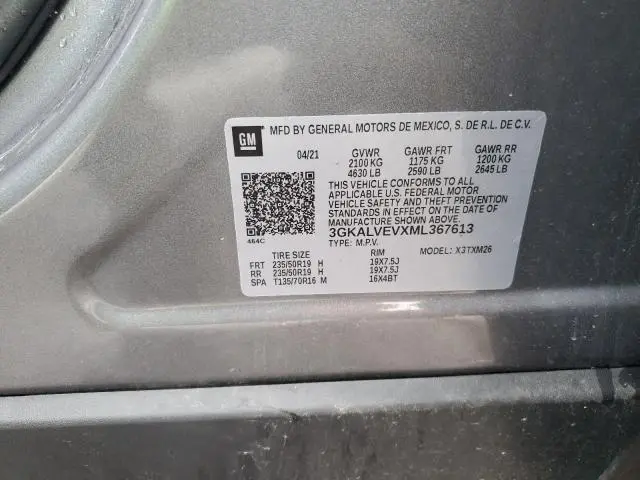 GM
MFD BY GENERAL MOTORS DE MEXICO, S. DE R.L. DE C.V.
04/21 GVWR GAWR FRT GAWR RR
2100 KG 1175 KG 1200 KG
4630 LB 2590 LB 2645 LB
THIS VEHICLE CONFORMS TO ALL
APPLICABLE U.S. FEDERAL MOTOR
VEHICLE SAFETY AND THEFT PREVENTION
STANDARDS IN EFFECT ON THE DATE
OF MANUFACTURE SHOWN ABOVE.
3GKALVEVXML367613
464C
TYPE: M.P.V. MODEL: X3TXM26
TIRE SIZE RIM
FRT 235/50R19 H 19X7.5J
RR 235/50R19 H 19X7.5J
SPA T135/70R16 M 16X4BT